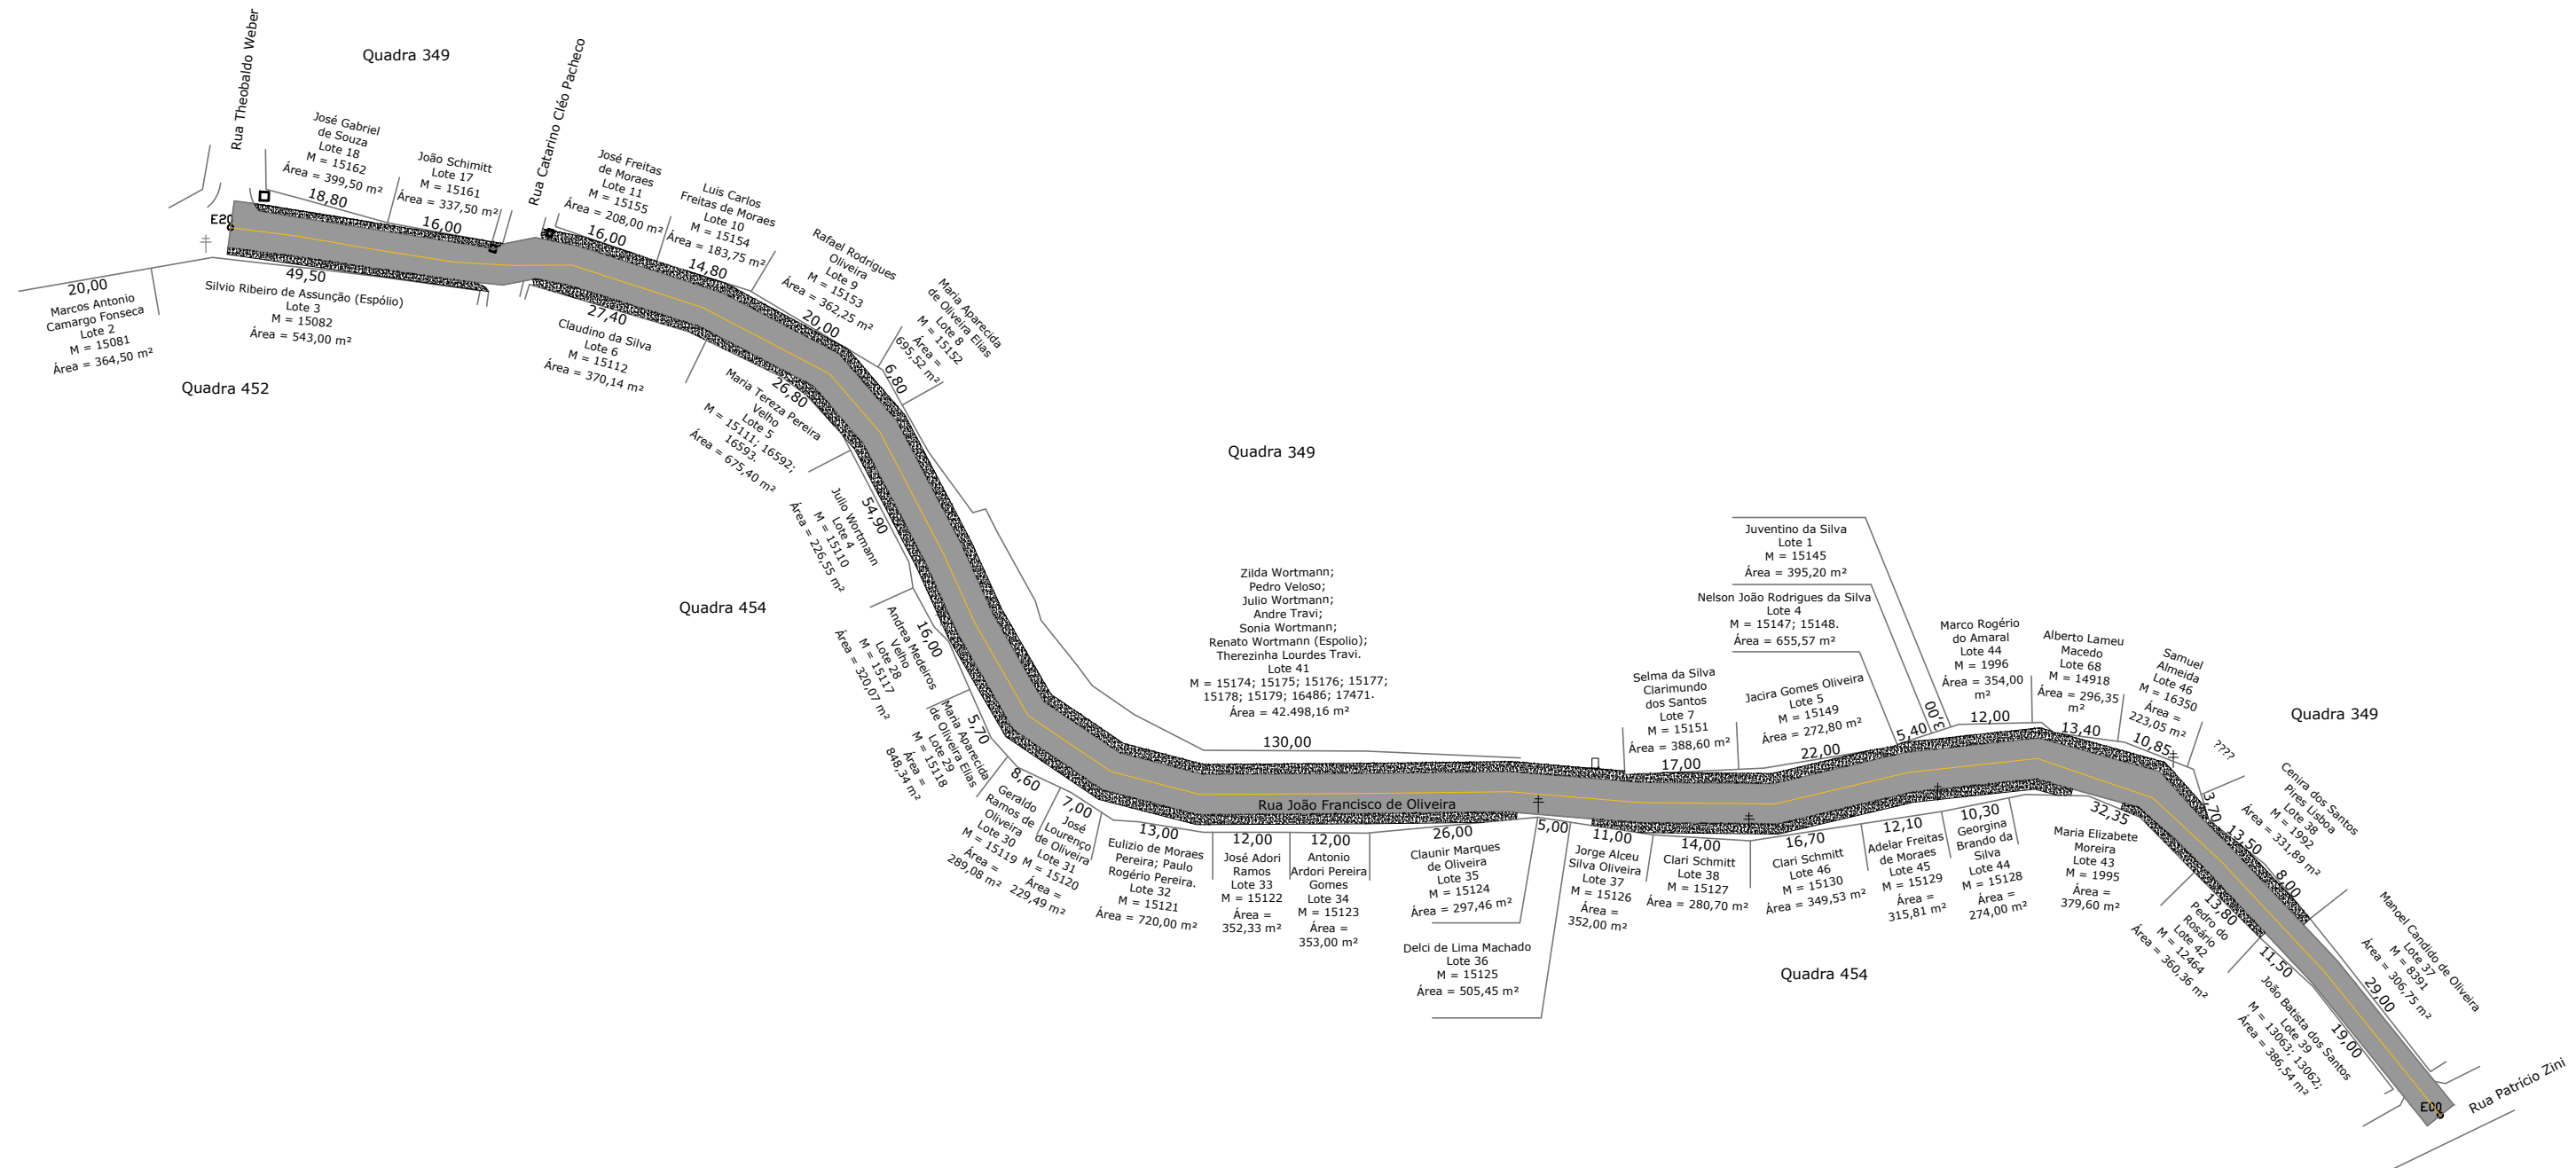 Rua Theobaldo Weber
Quadra 349
Rua Catarino Cléo Pacheco
José Gabriel
de Souza
Lote 18
M = 15162
Área = 399,50 m²
18,80
João Schimitt
Lote 17
M = 15161
Área = 337,50 m²
16,00
José Freitas
de Moraes
Lote 11
M = 15155
Área = 208,00 m²
16,00
Luis Carlos
Freitas de Moraes
Lote 10
M = 15154
Área = 183,75 m²
14,80
Rafael Rodrigues
Oliveira
Lote 9
M = 15153
Área = 362,25 m²
20,00
Maria Aparecida
de Oliveira Elias
Lote 8
M = 15152
Área =
695,52 m²
6,80
E20
20,00
Marcos Antonio
Camargo Fonseca
Lote 2
M = 15081
Área = 364,50 m²
49,50
Silvio Ribeiro de Assunção (Espólio)
Lote 3
M = 15082
Área = 543,00 m²
Quadra 452
27,40
Claudino da Silva
Lote 6
M = 15112
Área = 370,14 m²
26,80
Maria Tereza Pereira
Velho
Lote 5
M = 15111; 16592;
16593.
Área = 675,40 m²
54,90
Julio Wortmann
Lote 4
M = 15110
Área = 226,55 m²
Quadra 454
16,00
Andrea Medeiros
Velho
Lote 28
M = 15117
Área = 320,07 m²
5,70
Maria Aparecida
de Oliveira Elias
Lote 29
M = 15118
Área =
848,34 m²
8,60
Geraldo
Ramos de
Oliveira
Lote 30
M = 15119
Área =
289,08 m²
7,00
José
Lourenço
de Oliveira
Lote 31
M = 15120
Área =
229,49 m²
13,00
Eulizio de Moraes
Pereira; Paulo
Rogério Pereira.
Lote 32
M = 15121
Área = 720,00 m²
12,00
José Adori
Ramos
Lote 33
M = 15122
Área =
352,33 m²
12,00
Antonio
Ardori Pereira
Gomes
Lote 34
M = 15123
Área =
353,00 m²
26,00
Claunir Marques
de Oliveira
Lote 35
M = 15124
Área = 297,46 m²
5,00
Delci de Lima Machado
Lote 36
M = 15125
Área = 505,45 m²
Quadra 349
Zilda Wortmann;
Pedro Veloso;
Julio Wortmann;
Andre Travi;
Sonia Wortmann;
Renato Wortmann (Espolio);
Therezinha Lourdes Travi.
Lote 41
M = 15174; 15175; 15176; 15177;
15178; 15179; 16486; 17471.
Área = 42.498,16 m²
130,00
Rua João Francisco de Oliveira
Selma da Silva
Clarimundo
dos Santos
Lote 7
M = 15151
Área = 388,60 m²
17,00
Juventino da Silva
Lote 1
M = 15145
Área = 395,20 m²
3,00
Nelson João Rodrigues da Silva
Lote 4
M = 15147; 15148.
Área = 655,57 m²
5,40
Jacira Gomes Oliveira
Lote 5
M = 15149
Área = 272,80 m²
22,00
Marco Rogério
do Amaral
Lote 44
M = 1996
Área = 354,00
m²
12,00
Alberto Lameu
Macedo
Lote 68
M = 14918
Área = 296,35
m²
13,40
Samuel
Almeida
Lote 46
M = 16350
Área =
223,05 m²
10,85
????
3,70
Quadra 349
Cenira dos Santos
Pires Lisboa
Lote 38
M = 1992
Área = 331,89 m²
13,50
8,00
Manoel Candido de Oliveira
Lote 37
M = 8391
Área = 306,75 m²
29,00
11,00
Jorge Alceu
Silva Oliveira
Lote 37
M = 15126
Área =
352,00 m²
14,00
Clari Schmitt
Lote 38
M = 15127
Área = 280,70 m²
16,70
Clari Schmitt
Lote 46
M = 15130
Área = 349,53 m²
12,10
Adelar Freitas
de Moraes
Lote 45
M = 15129
Área =
315,81 m²
10,30
Georgina
Brando da
Silva
Lote 44
M = 15128
Área =
274,00 m²
32,35
Maria Elizabete
Moreira
Lote 43
M = 1995
Área =
379,60 m²
13,80
Pedro do
Rosário
Lote 42
M = 12464
Área = 360,36 m²
11,50
19,00
João Batista dos Santos
Lote 39
M = 13063; 13062;
Área = 386,54 m²
Quadra 454
E00
Rua Patrício Zini